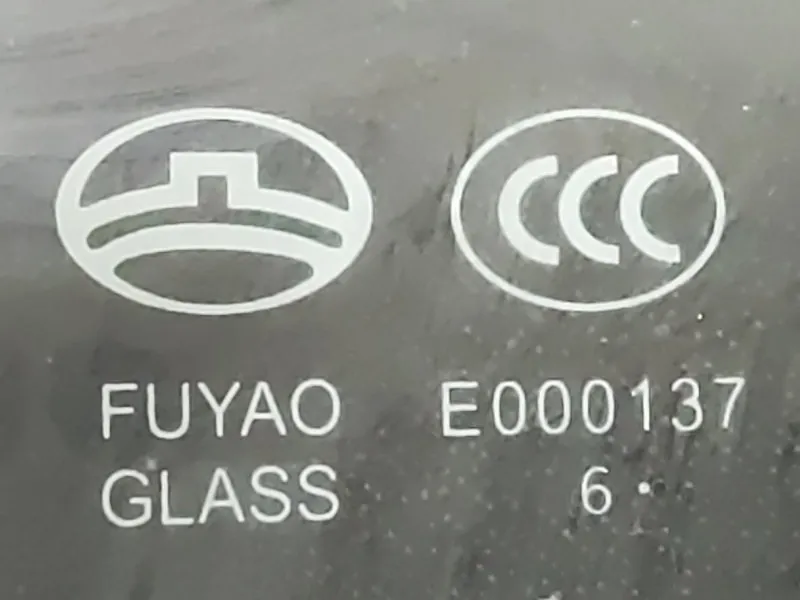 CCC
FUYAO
GLASS
E000137
6 •